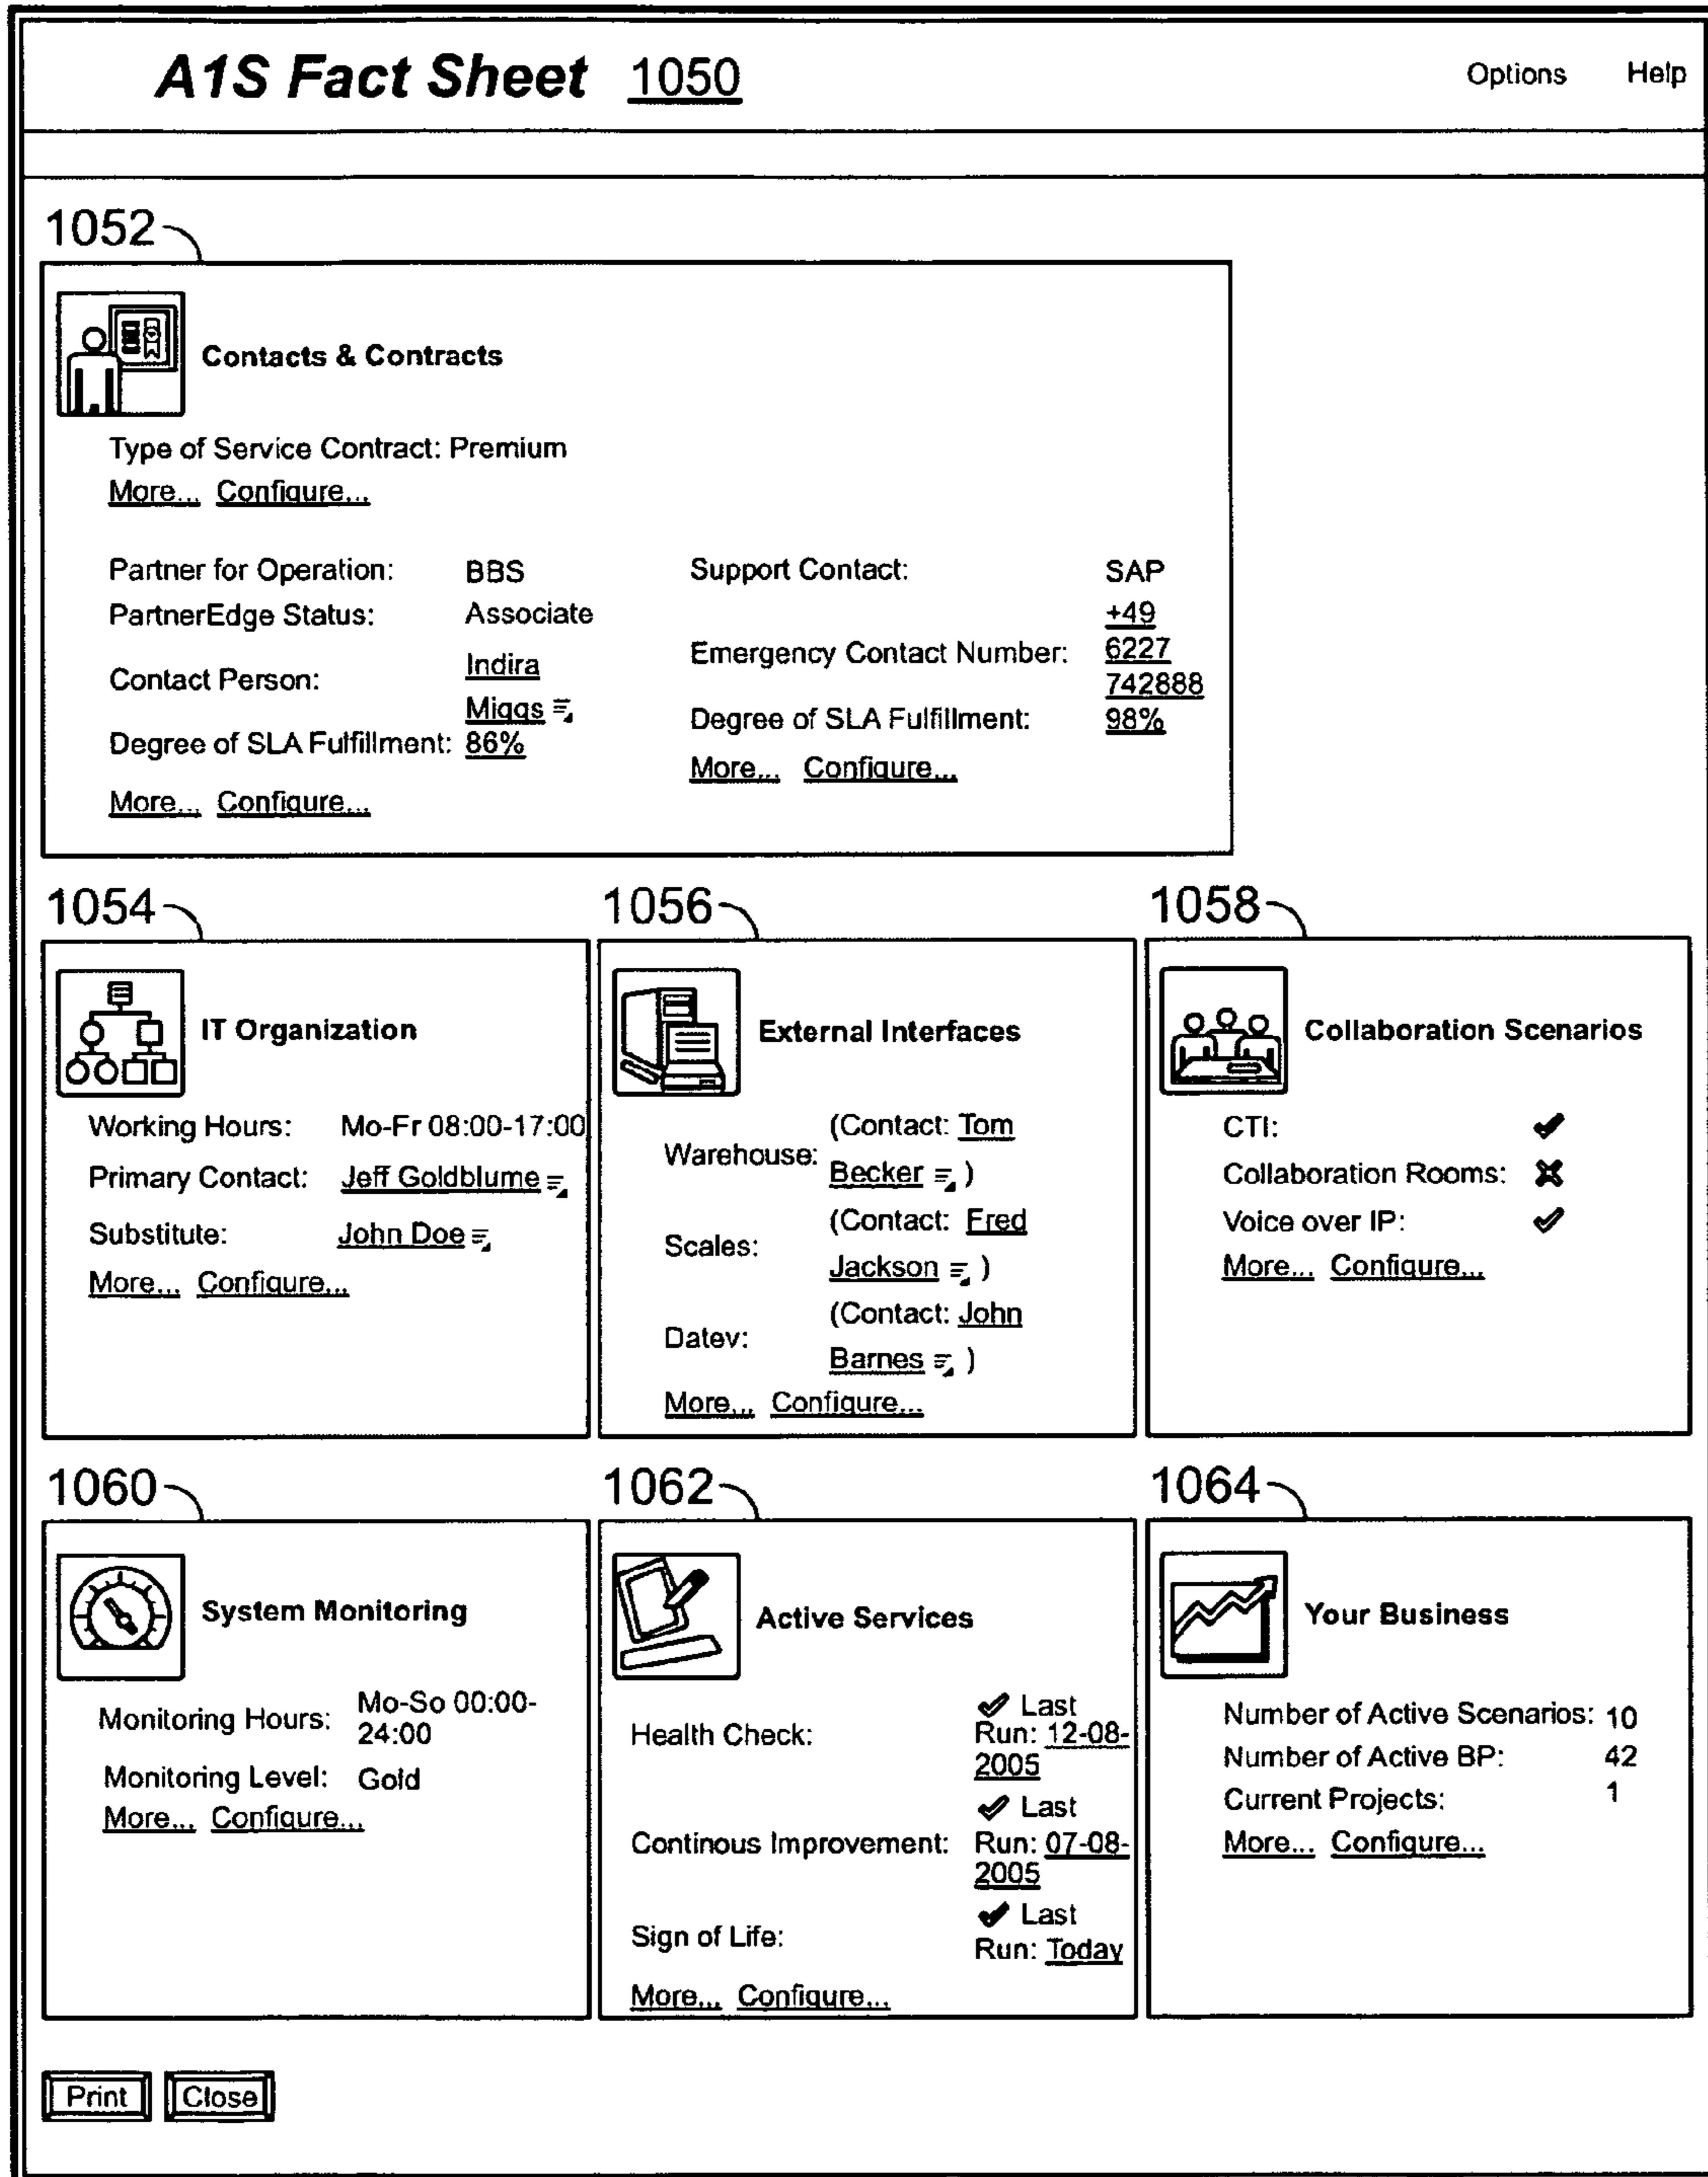 A1S Fact Sheet 1050 Options Help
1052
Contacts & Contracts
Type of Service Contract: Premium
More... Configure...
Partner for Operation: BBS
PartnerEdge Status: Associate
Contact Person: Indira
Miggs
Degree of SLA Fulfillment: 86%
More... Configure...
Support Contact: SAP
Emergency Contact Number: +49
6227
742888
Degree of SLA Fulfillment: 98%
More... Configure...
1054
IT Organization
Working Hours: Mo-Fr 08:00-17:00
Primary Contact: Jeff Goldblume
Substitute: John Doe
More... Configure...
1056
External Interfaces
Warehouse: (Contact: Tom
Becker )
Scales: (Contact: Fred
Jackson )
Datev: (Contact: John
Barnes )
More... Configure...
1058
Collaboration Scenarios
CTI: ✔
Collaboration Rooms: ✖
Voice over IP: ✔
More... Configure...
1060
System Monitoring
Monitoring Hours: Mo-So 00:00-
24:00
Monitoring Level: Gold
More... Configure...
1062
Active Services
Health Check: ✔ Last
Run: 12-08-
2005
Continous Improvement: ✔ Last
Run: 07-08-
2005
Sign of Life: ✔ Last
Run: Today
More... Configure...
1064
Your Business
Number of Active Scenarios: 10
Number of Active BP: 42
Current Projects: 1
More... Configure...
Print Close